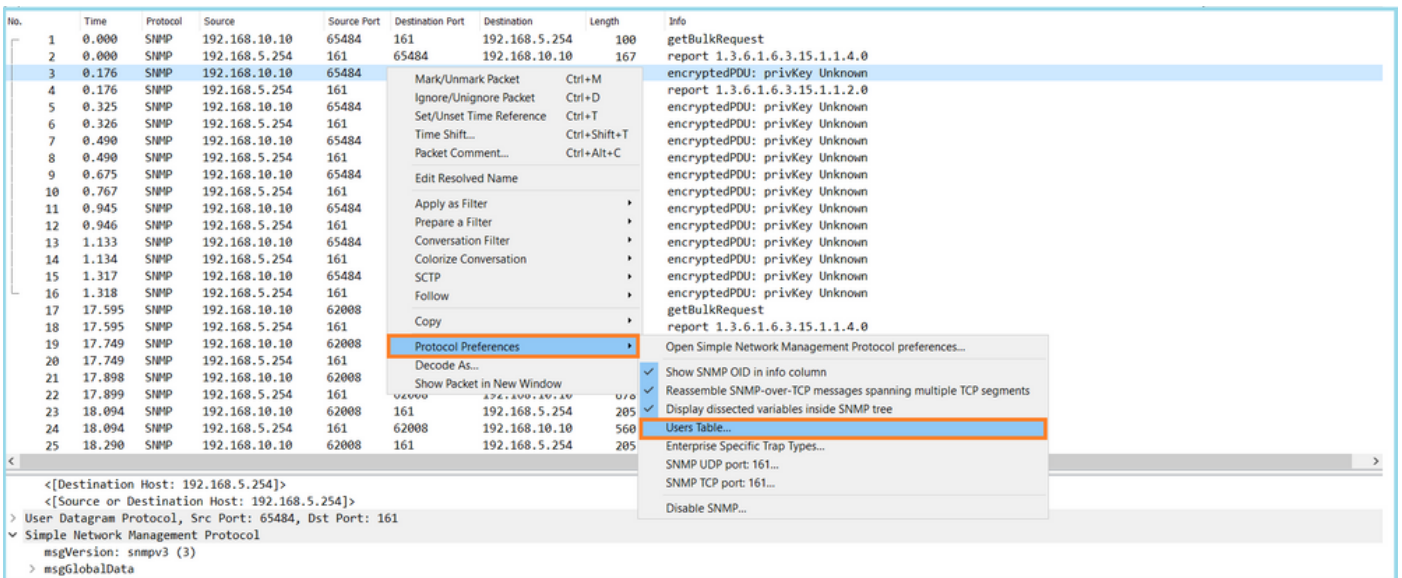 No. Time Protocol Source Source Port Destination Port Destination Length Info
1 0.000 SNMP 192.168.10.10 65484 161 192.168.5.254 100 getBulkRequest
2 0.000 SNMP 192.168.5.254 161 65484 192.168.10.10 167 report 1.3.6.1.6.3.15.1.1.4.0
3 0.176 SNMP 192.168.10.10 65484 encryptedPDU: privKey Unknown
4 0.176 SNMP 192.168.5.254 161 report 1.3.6.1.6.3.15.1.1.2.0
5 0.325 SNMP 192.168.10.10 65484 encryptedPDU: privKey Unknown
6 0.326 SNMP 192.168.5.254 161 encryptedPDU: privKey Unknown
7 0.490 SNMP 192.168.10.10 65484 encryptedPDU: privKey Unknown
8 0.490 SNMP 192.168.5.254 161 encryptedPDU: privKey Unknown
9 0.675 SNMP 192.168.10.10 65484 encryptedPDU: privKey Unknown
10 0.767 SNMP 192.168.5.254 161 encryptedPDU: privKey Unknown
11 0.945 SNMP 192.168.10.10 65484 encryptedPDU: privKey Unknown
12 0.946 SNMP 192.168.5.254 161 encryptedPDU: privKey Unknown
13 1.133 SNMP 192.168.10.10 65484 encryptedPDU: privKey Unknown
14 1.134 SNMP 192.168.5.254 161 encryptedPDU: privKey Unknown
15 1.317 SNMP 192.168.10.10 65484 encryptedPDU: privKey Unknown
16 1.318 SNMP 192.168.5.254 161 encryptedPDU: privKey Unknown
17 17.595 SNMP 192.168.10.10 62008 getBulkRequest
18 17.595 SNMP 192.168.5.254 161 report 1.3.6.1.6.3.15.1.1.4.0
19 17.749 SNMP 192.168.10.10 62008
20 17.749 SNMP 192.168.5.254 161
21 17.898 SNMP 192.168.10.10 62008
22 17.899 SNMP 192.168.5.254 161 62008 192.168.10.10 678
23 18.094 SNMP 192.168.10.10 62008 161 192.168.5.254 205
24 18.094 SNMP 192.168.5.254 161 62008 192.168.10.10 560
25 18.290 SNMP 192.168.10.10 62008 161 192.168.5.254 205
Mark/Unmark Packet Ctrl+M
Ignore/Unignore Packet Ctrl+D
Set/Unset Time Reference Ctrl+T
Time Shift... Ctrl+Shift+T
Packet Comment... Ctrl+Alt+C
Edit Resolved Name
Apply as Filter
Prepare a Filter
Conversation Filter
Colorize Conversation
SCTP
Follow
Copy
Protocol Preferences
Decode As...
Show Packet in New Window
Open Simple Network Management Protocol preferences...
Show SNMP OID in info column
Reassemble SNMP-over-TCP messages spanning multiple TCP segments
Display dissected variables inside SNMP tree
Users Table...
Enterprise Specific Trap Types...
SNMP UDP port: 161...
SNMP TCP port: 161...
Disable SNMP...
<[Destination Host: 192.168.5.254]>
<[Source or Destination Host: 192.168.5.254]>
User Datagram Protocol, Src Port: 65484, Dst Port: 161
Simple Network Management Protocol
msgVersion: snmpv3 (3)
msgGlobalData